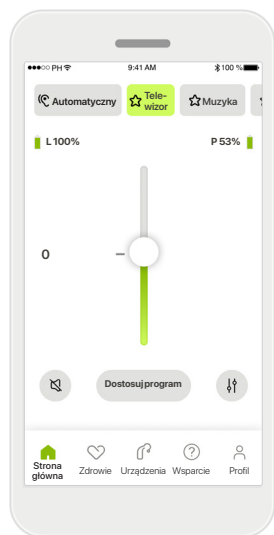 PH 9:41 AM 100 %
Automatyczny Tele-
wizor Muzyka
L 100% P 53%
0
Dostosuj program
Strona
główna Zdrowie Urządzenia Wsparcie Profil